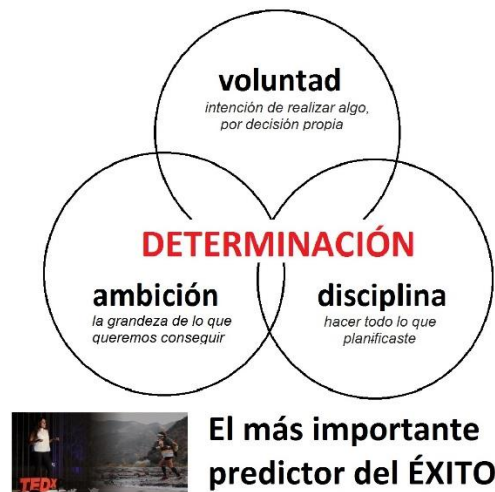 voluntad
intención de realizar algo,
por decisión propia
DETERMINACIÓN
ambición
la grandeza de lo que
queremos conseguir
disciplina
hacer todo lo que
planificaste
TEDx
El más importante
predictor del ÉXITO